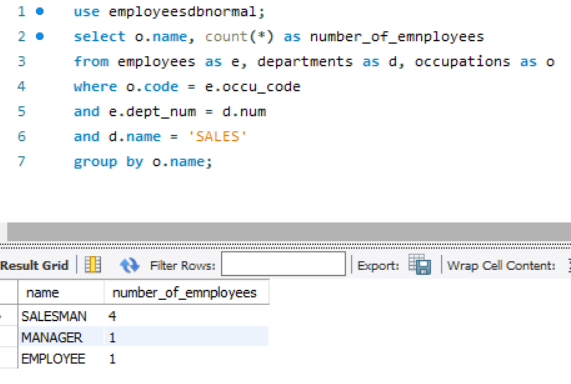 1 use employeesdbnormal;
2 select o.name, count(*) as number_of_emnployees
3 from employees as e, departments as d, occupations as o
4 where o.code = e.occu_code
5 and e.dept_num = d.num
6 and d.name = 'SALES'
7 group by o.name;
Result Grid Filter Rows: Export: Wrap Cell Content:
name number_of_emnployees
SALESMAN 4
MANAGER 1
EMPLOYEE 1